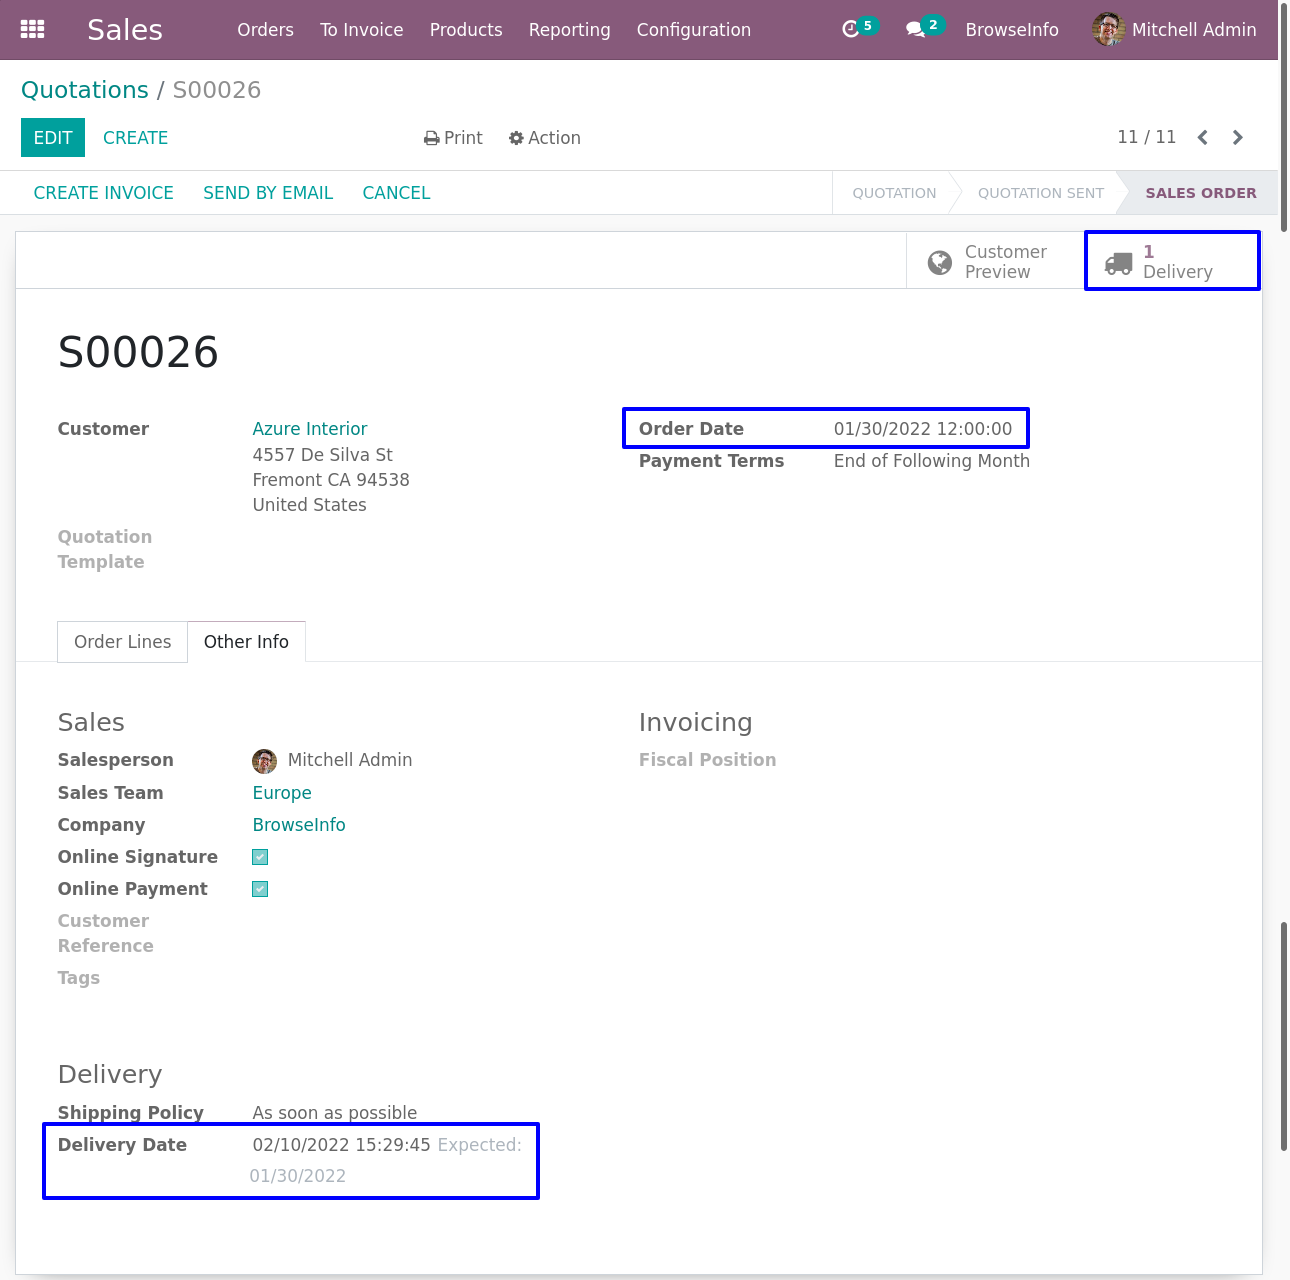 Sales Orders To Invoice Products Reporting Configuration 5 2 BrowseInfo Mitchell Admin
Quotations / S00026
EDIT CREATE Print Action 11 / 11
CREATE INVOICE SEND BY EMAIL CANCEL QUOTATION QUOTATION SENT SALES ORDER
Customer Preview
1 Delivery
S00026
Customer Azure Interior
4557 De Silva St
Fremont CA 94538
United States
Quotation
Template
Order Date 01/30/2022 12:00:00
Payment Terms End of Following Month
Order Lines Other Info
Sales
Salesperson Mitchell Admin
Sales Team Europe
Company BrowseInfo
Online Signature
Online Payment
Customer
Reference
Tags
Invoicing
Fiscal Position
Delivery
Shipping Policy As soon as possible
Delivery Date 02/10/2022 15:29:45 Expected:
01/30/2022